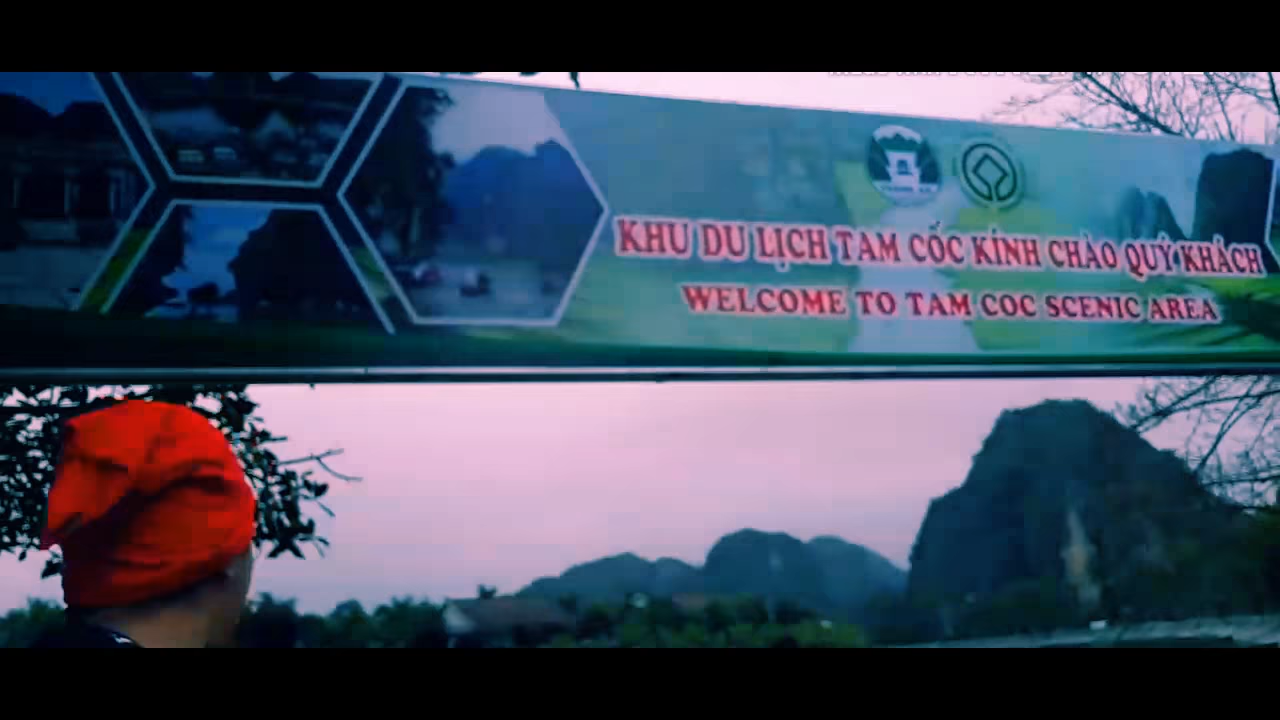 KHU DU LỊCH TAM CỐC KÍNH CHÀO QUÝ KHÁCH
WELCOME TO TAM COC SCENIC AREA